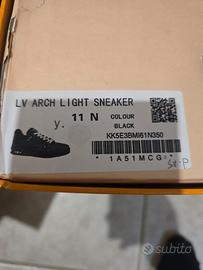 LV ARCH LIGHT SNEAKER
y.
11 N
COLOUR
BLACK
KK5E3BMI61N350
* 1A51MCG *
subito